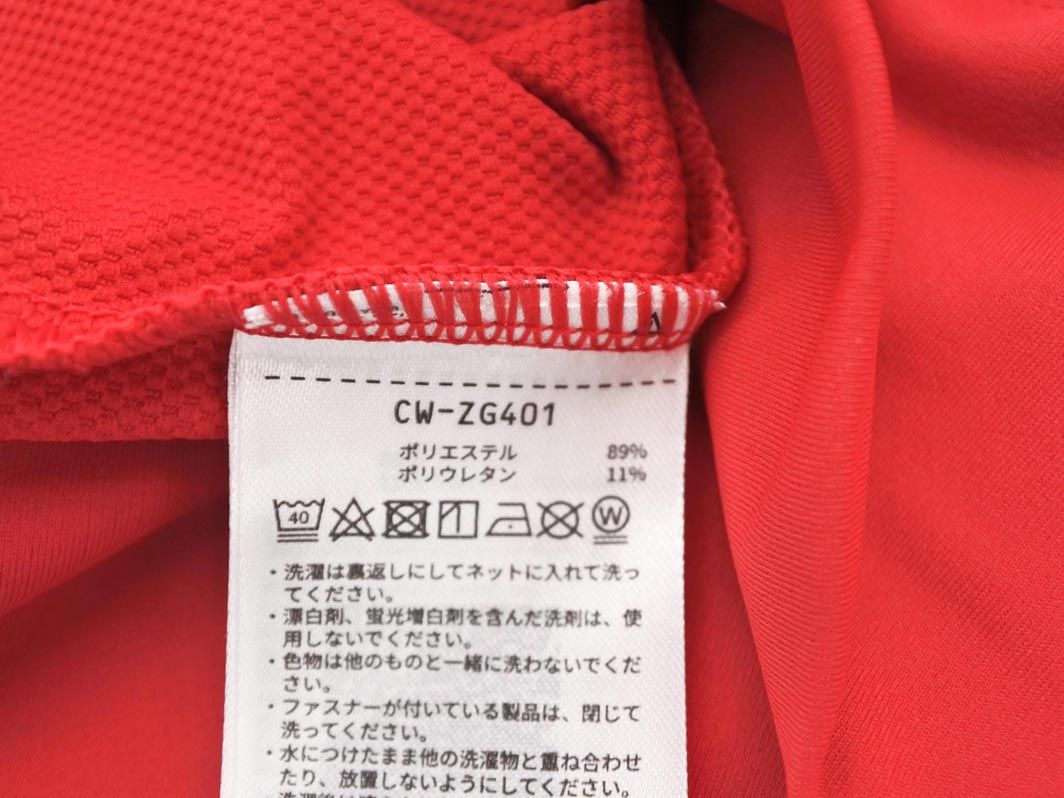 CW-ZG401
ポリエステル 89%
ポリウレタン 11%
40 W
・洗濯は裏返しにしてネットに入れて洗っ
てください。
・漂白剤、蛍光増白剤を含んだ洗剤は、使
用しないでください。
・色物は他のものと一緒に洗わないでくだ
さい。
・ファスナーが付いている製品は、閉じて
洗ってください。
・水につけたまま他の洗濯物と重ね合わせ
たり、放置しないようにしてください。